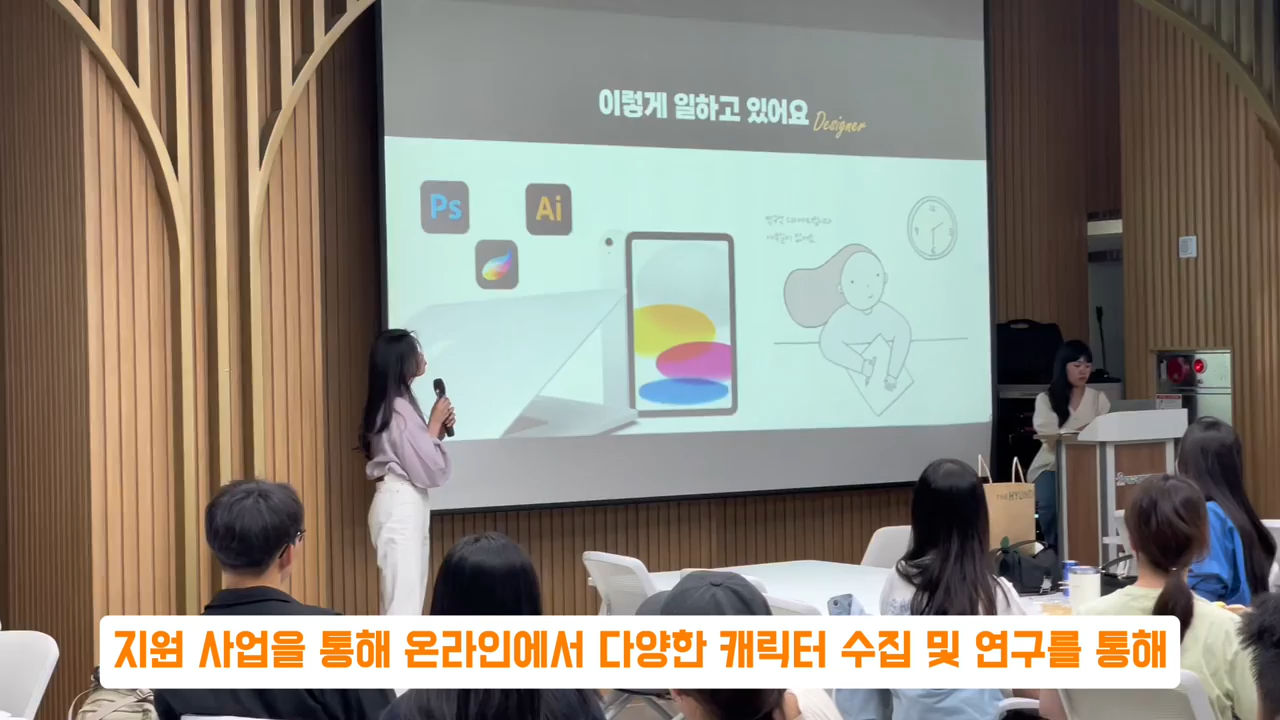 이렇게 일하고 있어요 Designer
Ps
Ai
THE HYUNDAI
지원 사업을 통해 온라인에서 다양한 캐릭터 수집 및 연구를 통해